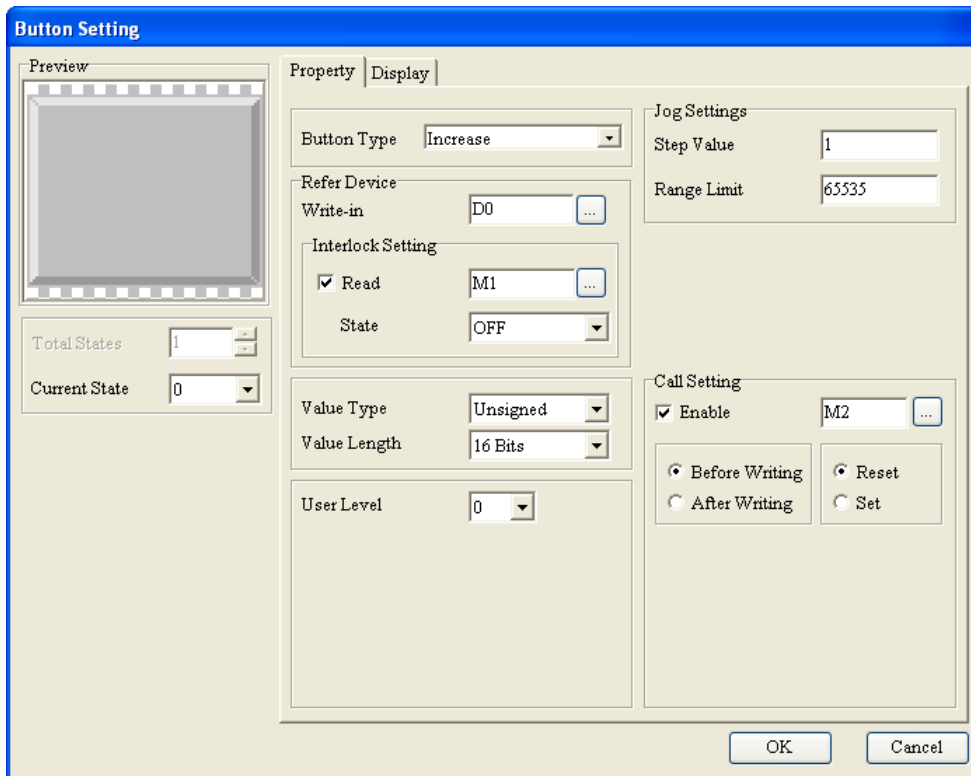 Button Setting
Preview
Total States 1
Current State 0
Property Display
Button Type Increase
Refer Device
Write-in D0 ...
Interlock Setting
Read M1 ...
State OFF
Value Type Unsigned
Value Length 16 Bits
User Level 0
Jog Settings
Step Value 1
Range Limit 65535
Call Setting
Enable M2 ...
Before Writing Reset
After Writing Set
OK Cancel